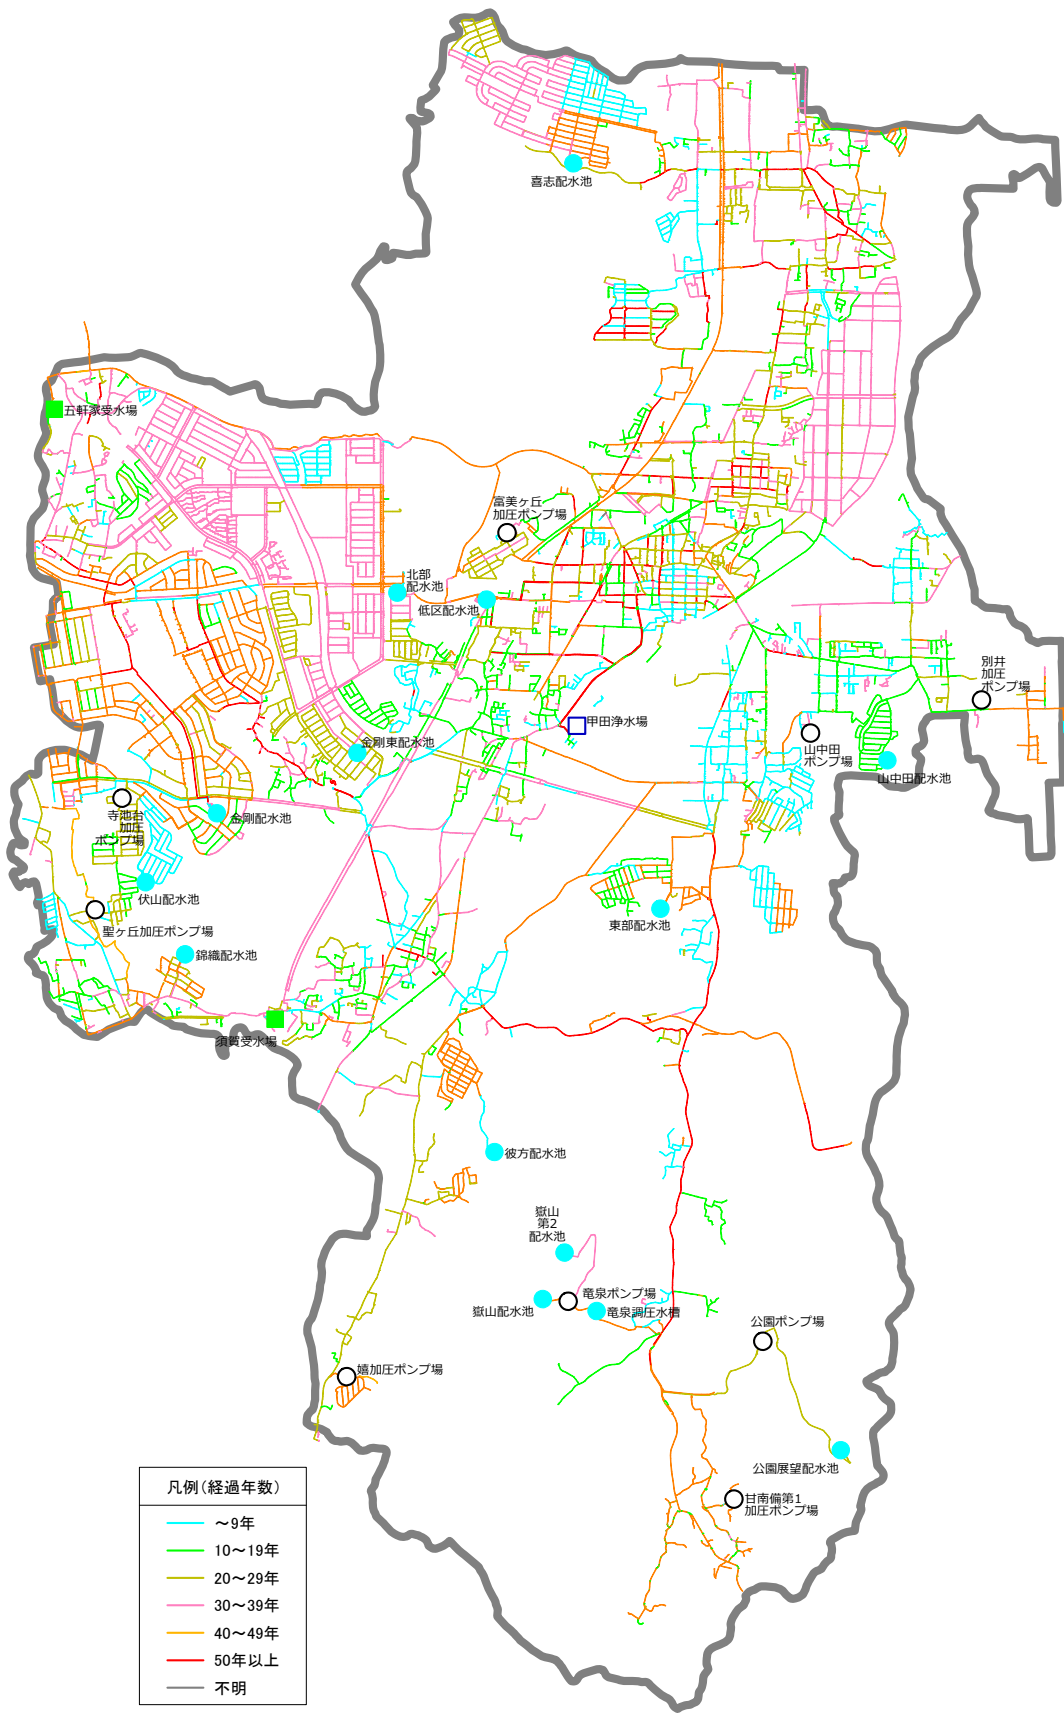 喜志配水池
五軒家受水場
富美ヶ丘
加圧ポンプ場
北部
配水池
低区配水池
別井
加圧
ポンプ場
甲田浄水場
金剛東配水池
山中田
ポンプ場
山中田配水池
寺池台
加圧
ポンプ場
金剛配水池
伏山配水池
東部配水池
聖ヶ丘加圧ポンプ場
錦織配水池
須賀受水場
彼方配水池
嶽山
第2
配水池
竜泉ポンプ場
嶽山配水池
竜泉調圧水槽
公園ポンプ場
嬉加圧ポンプ場
公園展望配水池
甘南備第1
加圧ポンプ場
凡例(経過年数)
～9年
10～19年
20～29年
30～39年
40～49年
50年以上
不明